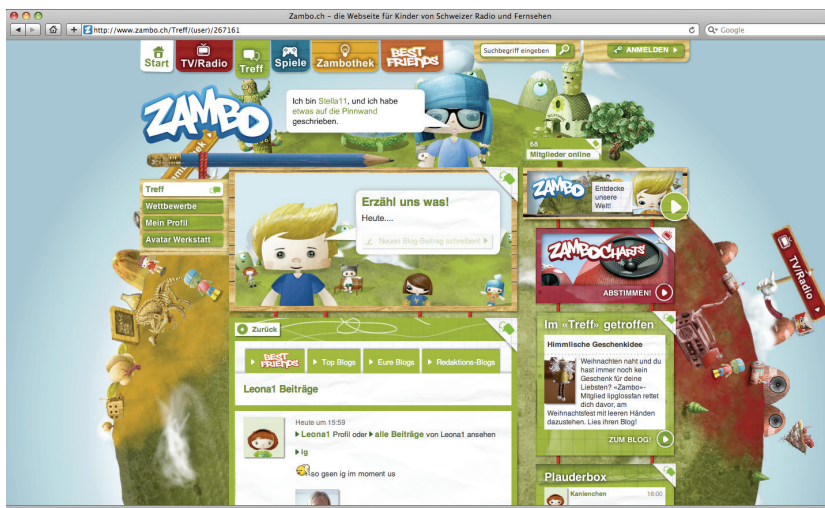 Zambo.ch – die Webseite für Kinder von Schweizer Radio und Fernsehen
http://www.zambo.ch/Treff/(user)/267161
Google
Start
TV/Radio
Treff
Spiele
Zambothek
BEST FRIENDS
Suchbegriff eingeben
ANMELDEN
ZAMBO
Ich bin Stella11, und ich habe
etwas auf die Pinnwand
geschrieben.
68
Mitglieder online
Treff
Wettbewerbe
Mein Profil
Avatar Werkstatt
Erzähl uns was!
Heute....
Neuen Blog-Beitrag schreiben!
ZAMBO
Entdecke
unsere
Welt!
ZAMBOCHARTS
ABSTIMMEN!
TV/Radio
Zurück
BEST FRIENDS
Top Blogs
Eure Blogs
Redaktions-Blogs
Leona1 Beiträge
Heute um 15:59
Leona1 Profil oder alle Beiträge von Leona1 ansehen
ig
so gsen ig im moment us
Im «Treff» getroffen
Himmlische Geschenkidee
Weihnachten naht und du
hast immer noch kein
Geschenk für deine
Liebsten? «Zambo»-
Mitglied lipglossfan rettet
dich davor, am
Weihnachtsfest mit leeren Händen
dazustehen. Lies ihren Blog!
ZUM BLOG!
Plauderbox
Kanienchen
16:00